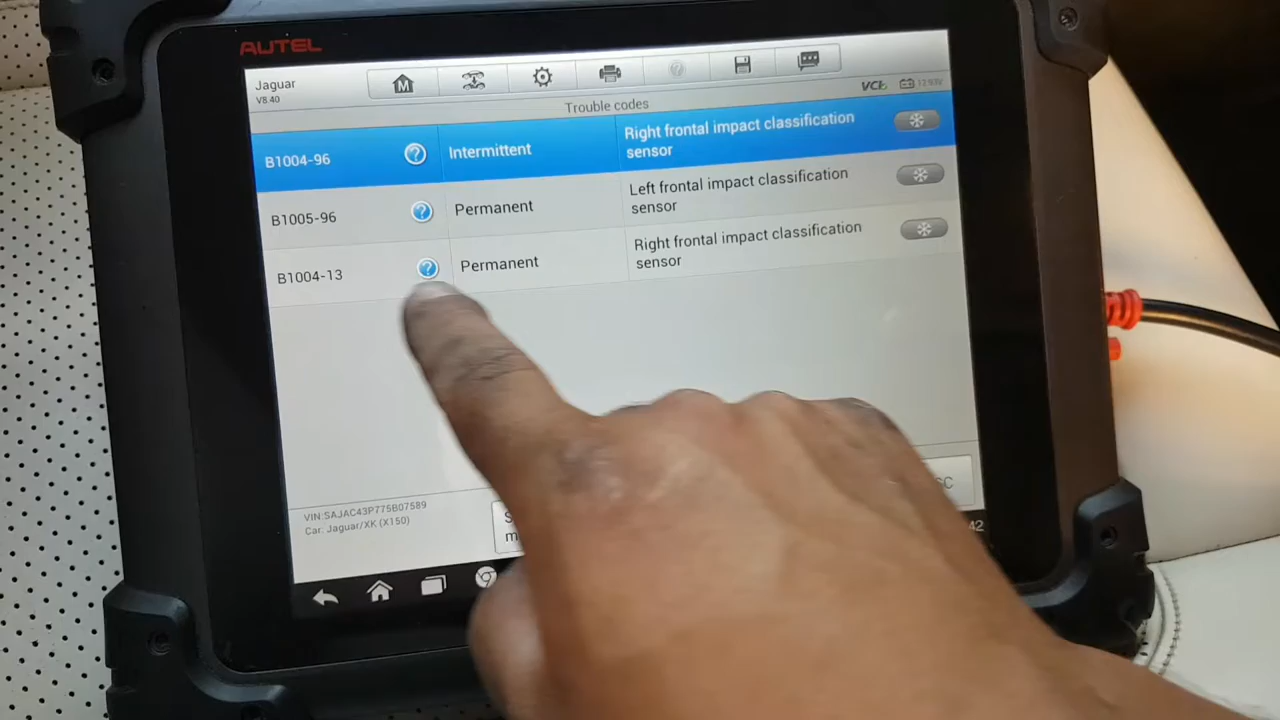 AUTEL
Jaguar
V8.40
M
VCI
Trouble codes
B1004-96 ? Intermittent Right frontal impact classification
sensor
B1005-96 ? Permanent Left frontal impact classification
sensor
B1004-13 ? Permanent Right frontal impact classification
sensor
VIN:SAJAC43P775B07589
Car: Jaguar/XK (X150)